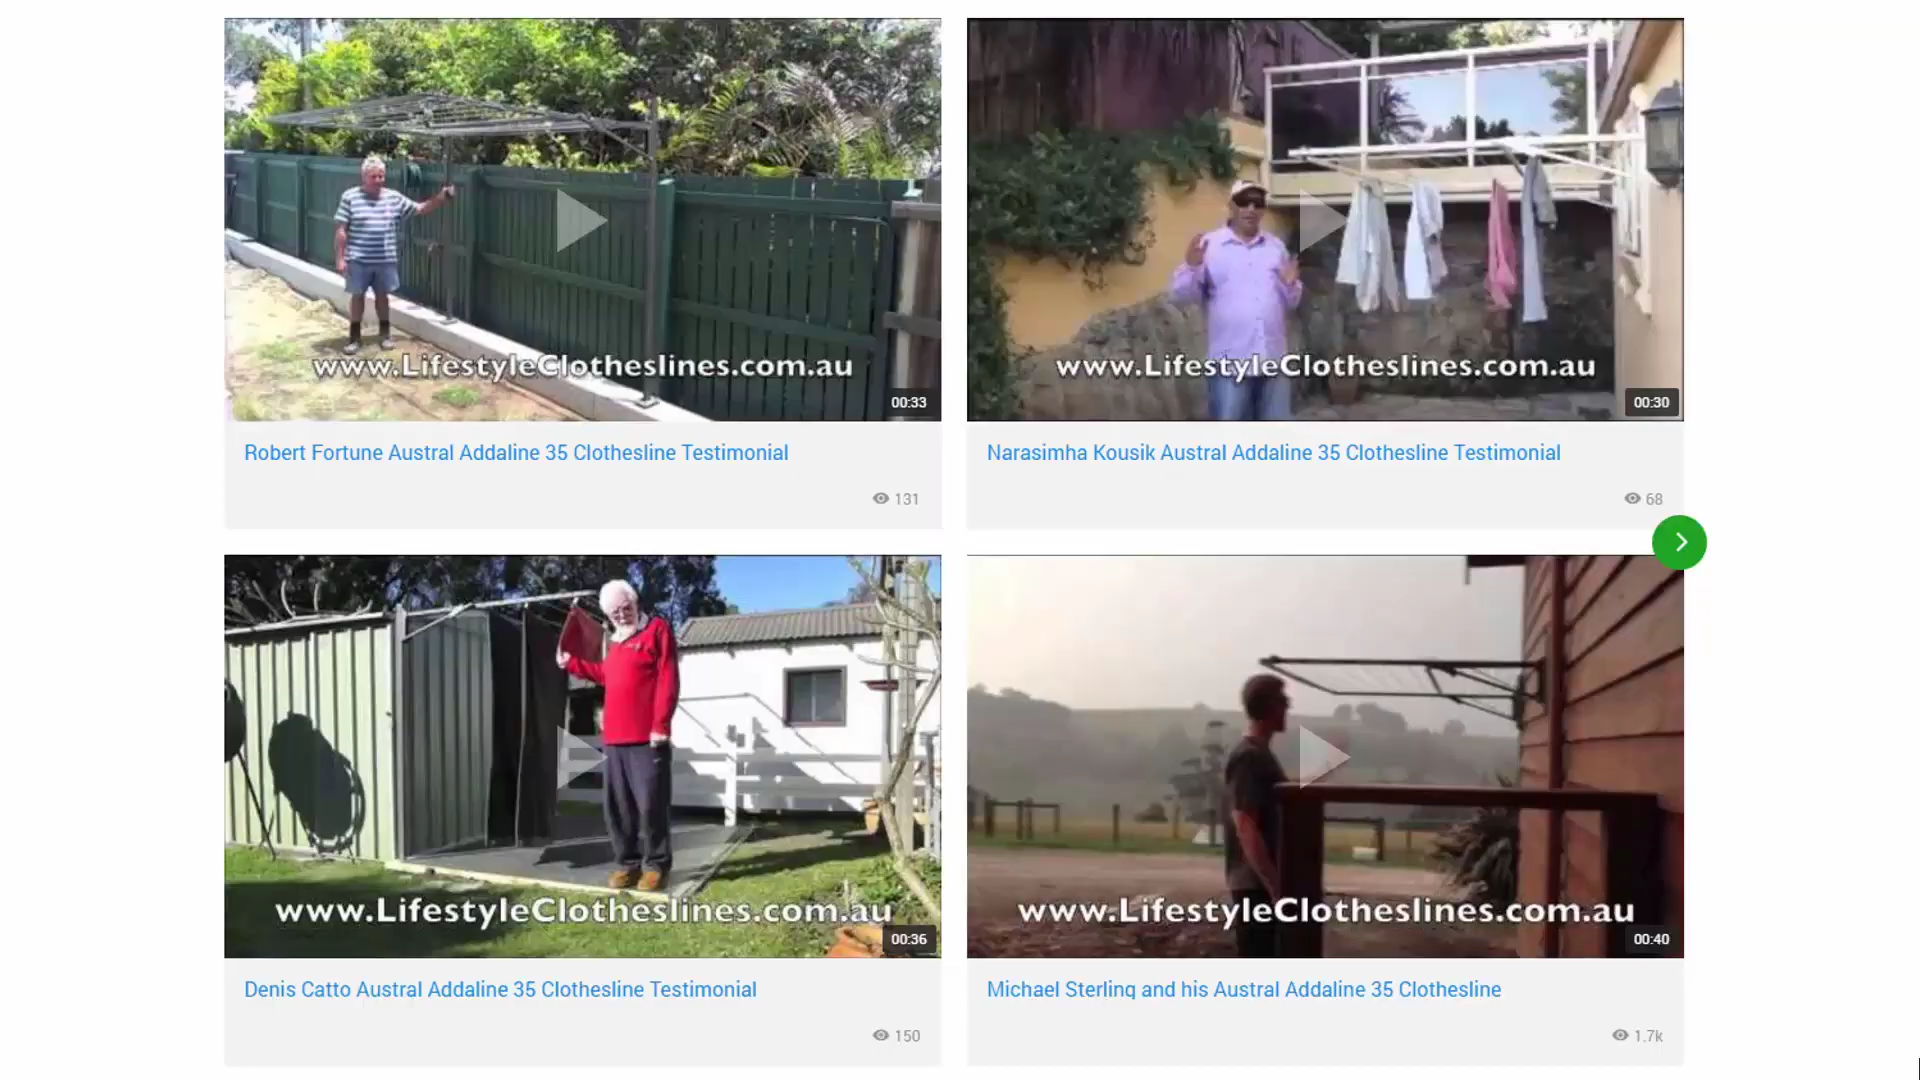 www.LifestyleClotheslines.com.au
00:33
Robert Fortune Austral Addaline 35 Clothesline Testimonial
131
www.LifestyleClotheslines.com.au
00:30
Narasimha Kousik Austral Addaline 35 Clothesline Testimonial
68
www.LifestyleClotheslines.com.au
00:36
Denis Catto Austral Addaline 35 Clothesline Testimonial
150
www.LifestyleClotheslines.com.au
00:40
Michael Sterling and his Austral Addaline 35 Clothesline
1.7k